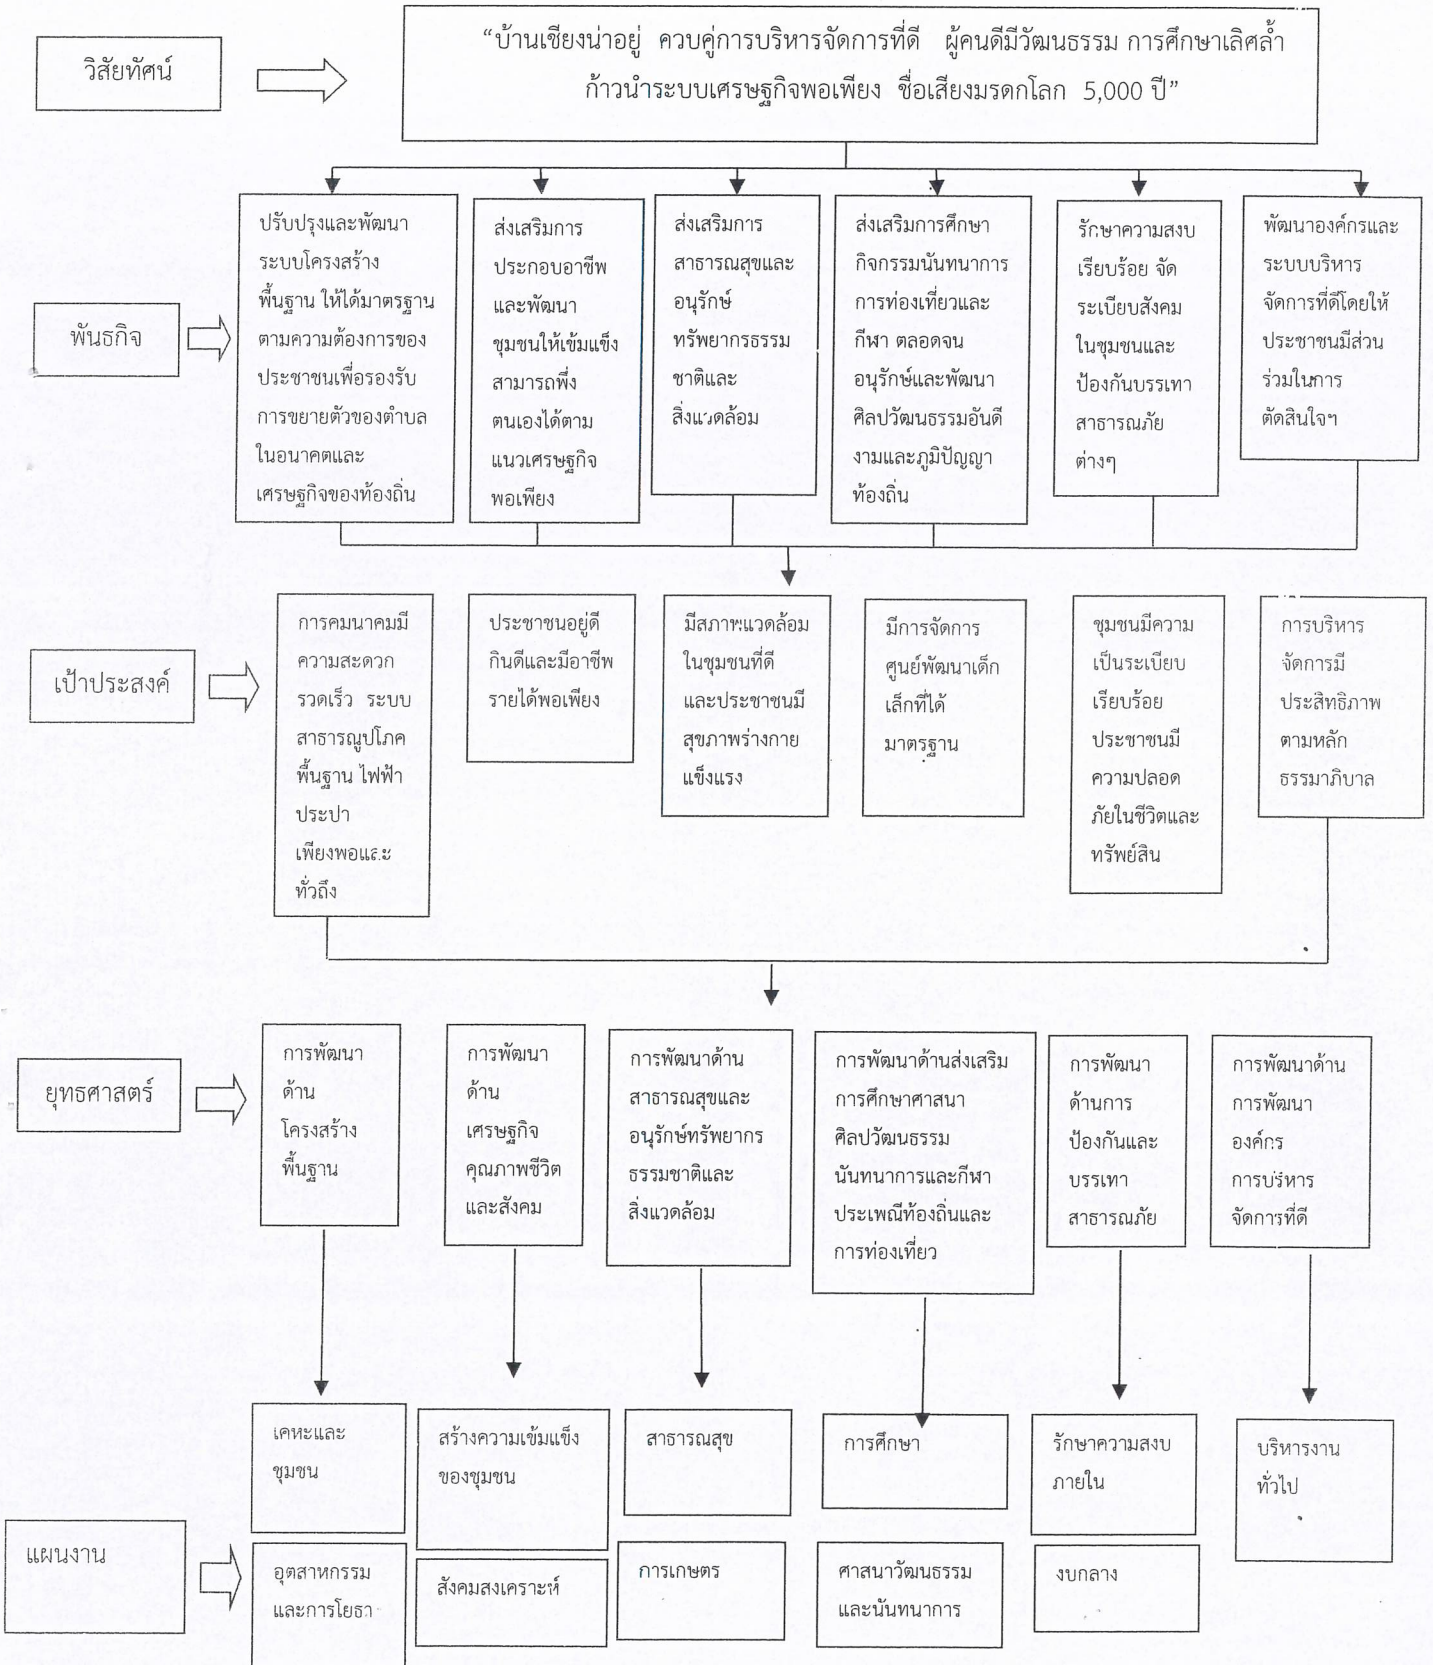 วิสัยทัศน์
“บ้านเชียงน่าอยู่ ควบคู่การบริหารจัดการที่ดี ผู้คนดีมีวัฒนธรรม การศึกษาเลิศล้ำ
ก้าวนำระบบเศรษฐกิจพอเพียง ชื่อเสียงมรดกโลก 5,000 ปี”
พันธกิจ
ปรับปรุงและพัฒนา
ระบบโครงสร้าง
พื้นฐาน ให้ได้มาตรฐาน
ตามความต้องการของ
ประชาชนเพื่อรองรับ
การขยายตัวของตำบล
ในอนาคตและ
เศรษฐกิจของท้องถิ่น
ส่งเสริมการ
ประกอบอาชีพ
และพัฒนา
ชุมชนให้เข้มแข็ง
สามารถพึ่ง
ตนเองได้ตาม
แนวเศรษฐกิจ
พอเพียง
ส่งเสริมการ
สาธารณสุขและ
อนุรักษ์
ทรัพยากรธรรม
ชาติและ
สิ่งแวดล้อม
ส่งเสริมการศึกษา
กิจกรรมนันทนาการ
การท่องเที่ยวและ
กีฬา ตลอดจน
อนุรักษ์และพัฒนา
ศิลปวัฒนธรรมอันดี
งามและภูมิปัญญา
ท้องถิ่น
รักษาความสงบ
เรียบร้อย จัด
ระเบียบสังคม
ในชุมชนและ
ป้องกันบรรเทา
สาธารณภัย
ต่างๆ
พัฒนาองค์กรและ
ระบบบริหาร
จัดการที่ดีโดยให้
ประชาชนมีส่วน
ร่วมในการ
ตัดสินใจฯ
เป้าประสงค์
การคมนาคมมี
ความสะดวก
รวดเร็ว ระบบ
สาธารณูปโภค
พื้นฐาน ไฟฟ้า
ประปา
เพียงพอและ
ทั่วถึง
ประชาชนอยู่ดี
กินดีและมีอาชีพ
รายได้พอเพียง
มีสภาพแวดล้อม
ในชุมชนที่ดี
และประชาชนมี
สุขภาพร่างกาย
แข็งแรง
มีการจัดการ
ศูนย์พัฒนาเด็ก
เล็กที่ได้
มาตรฐาน
ชุมชนมีความ
เป็นระเบียบ
เรียบร้อย
ประชาชนมี
ความปลอด
ภัยในชีวิตและ
ทรัพย์สิน
การบริหาร
จัดการมี
ประสิทธิภาพ
ตามหลัก
ธรรมาภิบาล
ยุทธศาสตร์
การพัฒนา
ด้าน
โครงสร้าง
พื้นฐาน
การพัฒนา
ด้าน
เศรษฐกิจ
คุณภาพชีวิต
และสังคม
การพัฒนาด้าน
สาธารณสุขและ
อนุรักษ์ทรัพยากร
ธรรมชาติและ
สิ่งแวดล้อม
การพัฒนาด้านส่งเสริม
การศึกษาศาสนา
ศิลปวัฒนธรรม
นันทนาการและกีฬา
ประเพณีท้องถิ่นและ
การท่องเที่ยว
การพัฒนา
ด้านการ
ป้องกันและ
บรรเทา
สาธารณภัย
การพัฒนาด้าน
การพัฒนา
องค์กร
การบริหาร
จัดการที่ดี
แผนงาน
เคหะและ
ชุมชน
สร้างความเข้มแข็ง
ของชุมชน
สาธารณสุข
การศึกษา
รักษาความสงบ
ภายใน
บริหารงาน
ทั่วไป
อุตสาหกรรม
และการโยธา
สังคมสงเคราะห์
การเกษตร
ศาสนาวัฒนธรรม
และนันทนาการ
งบกลาง